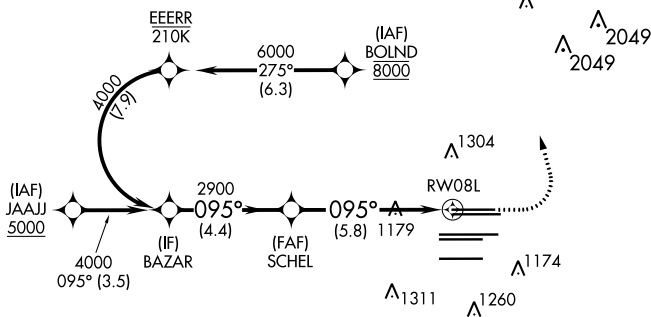 EEERR
210K
(IAF)
BOLND
8000
6000
275°
(6.3)
4000
(7.9)
2049
2049
1304
(IAF)
JAAJJ
5000
4000
095° (3.5)
2900
095°
(4.4)
(IF)
BAZAR
(FAF)
SCHEL
095°
(5.8)
1179
RW08L
1174
1311
1260